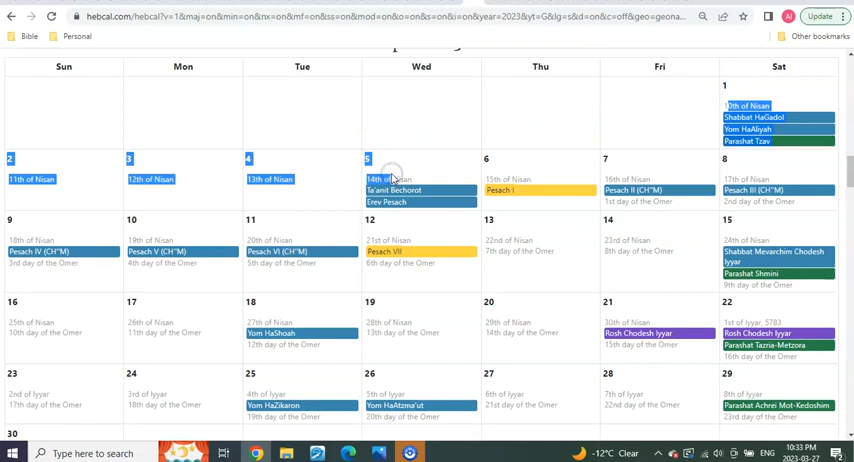 hebcal.com/hebcal?v=1&maj=on&min=on&nx=on&mf=on&ss=on&mod=on&o=on&s=on&i=on&year=2023&yt=G&lg=s&d=on&c=off&geo=geona...
AI
Update
Bible
Personal
Other bookmarks
Sun Mon Tue Wed Thu Fri Sat
1
10th of Nisan
Shabbat HaGadol
Yom HaAliyah
Parashat Tzav
2 3 4 5 6 7 8
11th of Nisan 12th of Nisan 13th of Nisan 14th of Nisan 15th of Nisan 16th of Nisan 17th of Nisan
Ta'anit Bechorot Pesach I Pesach II (CH''M) Pesach III (CH''M)
Erev Pesach 1st day of the Omer 2nd day of the Omer
9 10 11 12 13 14 15
18th of Nisan 19th of Nisan 20th of Nisan 21st of Nisan 22nd of Nisan 23rd of Nisan 24th of Nisan
Pesach IV (CH''M) Pesach V (CH''M) Pesach VI (CH''M) Pesach VII 7th day of the Omer 8th day of the Omer Shabbat Mevarchim Chodesh
3rd day of the Omer 4th day of the Omer 5th day of the Omer 6th day of the Omer Iyyar
Parashat Shmini
9th day of the Omer
16 17 18 19 20 21 22
25th of Nisan 26th of Nisan 27th of Nisan 28th of Nisan 29th of Nisan 30th of Nisan 1st of Iyyar, 5783
10th day of the Omer 11th day of the Omer Yom HaShoah 13th day of the Omer 14th day of the Omer Rosh Chodesh Iyyar Rosh Chodesh Iyyar
12th day of the Omer 15th day of the Omer Parashat Tazria-Metzora
16th day of the Omer
23 24 25 26 27 28 29
2nd of Iyyar 3rd of Iyyar 4th of Iyyar 5th of Iyyar 6th of Iyyar 7th of Iyyar 8th of Iyyar
17th day of the Omer 18th day of the Omer Yom HaZikaron Yom HaAtzma'ut 21st day of the Omer 22nd day of the Omer Parashat Achrei Mot-Kedoshim
19th day of the Omer 20th day of the Omer 23rd day of the Omer
30
Type here to search
-12°C Clear
ENG
10:33 PM
2023-03-27
2